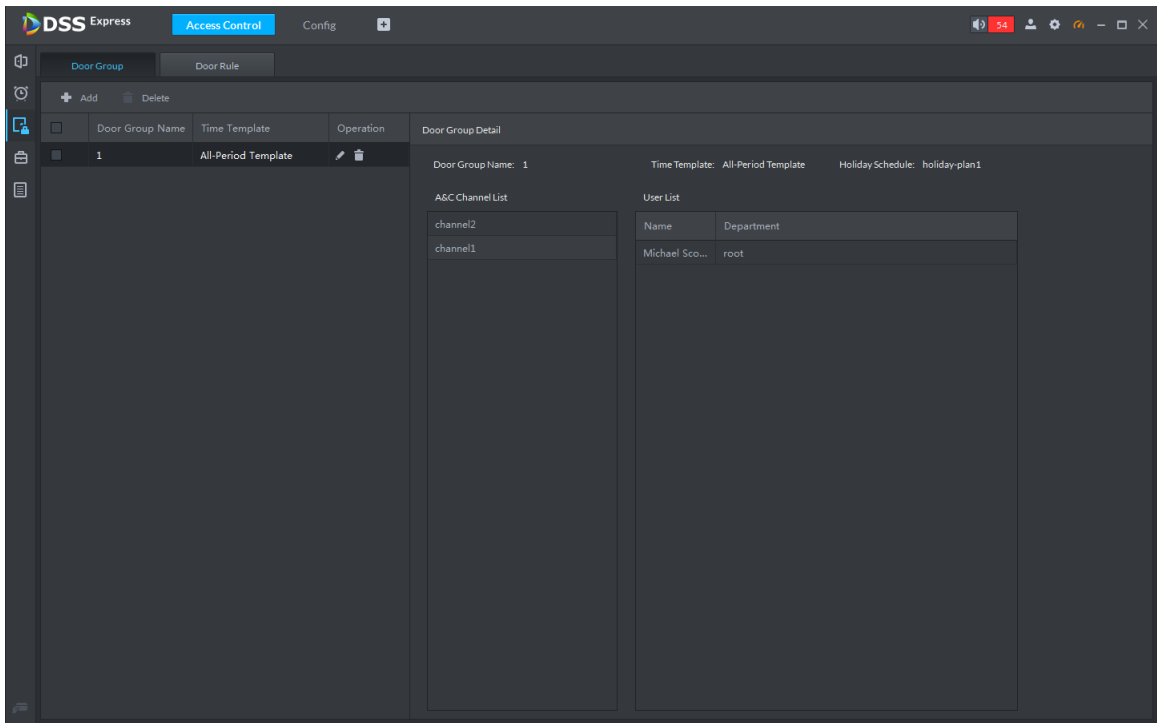 DSS Express Access Control Config 54
Door Group Door Rule
Add Delete
Door Group Name Time Template Operation
1 All-Period Template
Door Group Detail
Door Group Name: 1 Time Template: All-Period Template Holiday Schedule: holiday-plan1
A&C Channel List User List
channel2
channel1
Name Department
Michael Sco... root